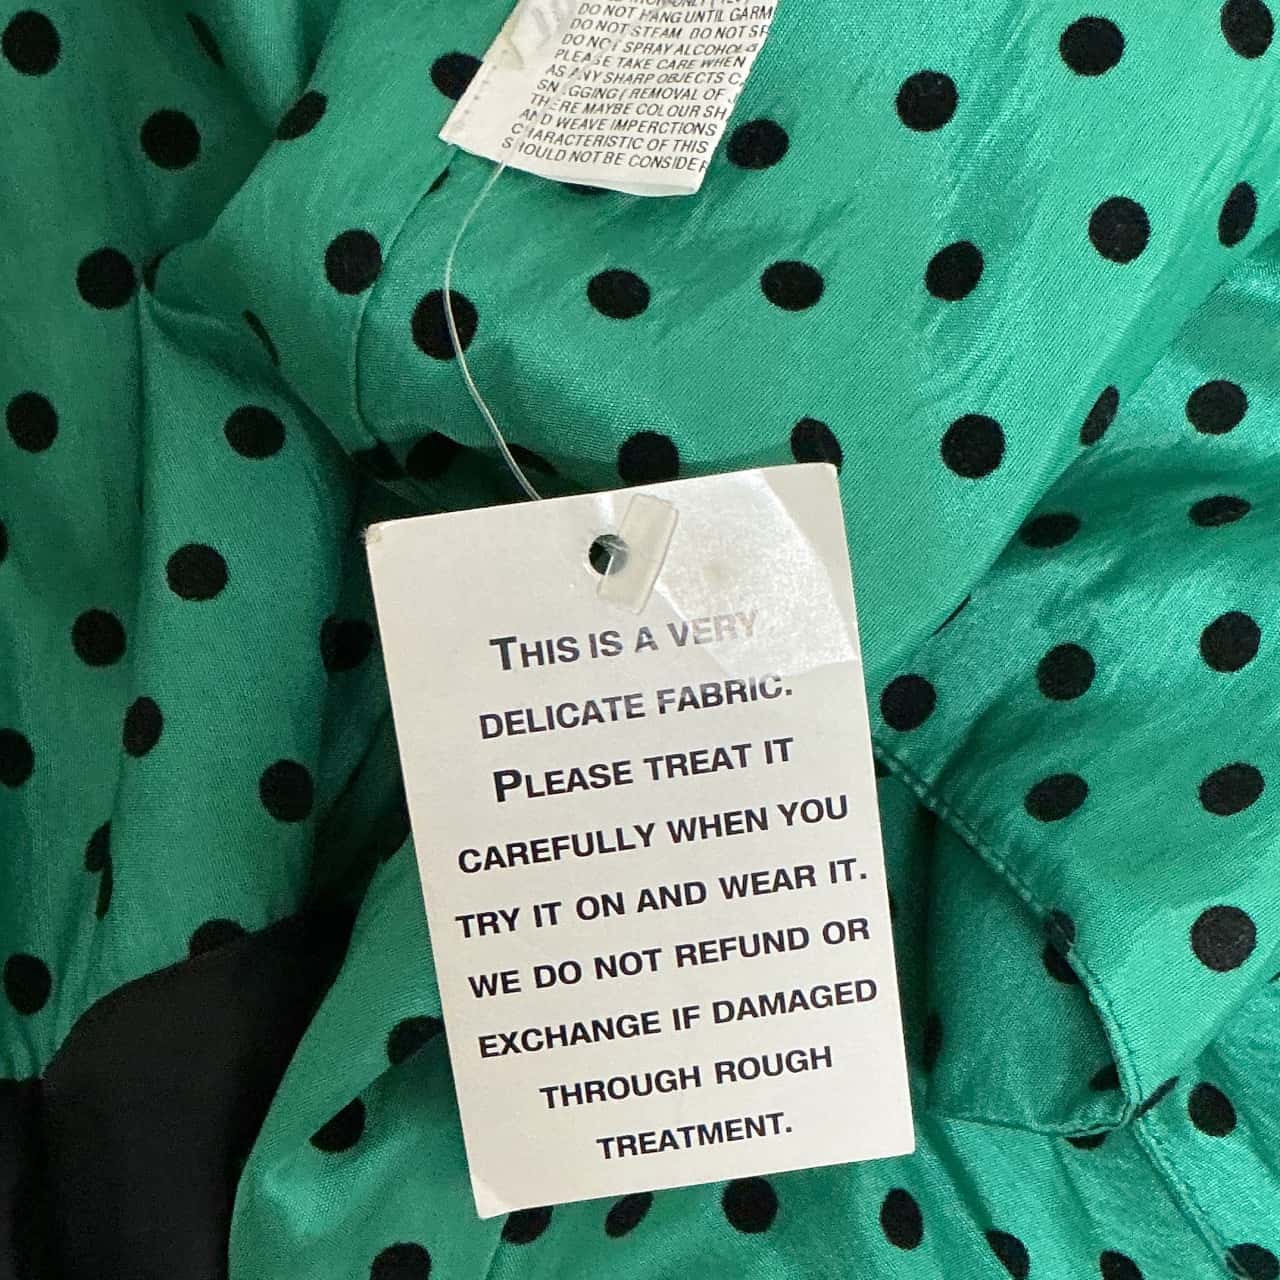 DO NOT HANG UNTIL GARM
DO NOT STEAM DO NOT SP
DO NOT SPRAY ALCOHOL
PLEASE TAKE CARE WHEN
AS ANY SHARP OBJECTS C
SNAGGING (REMOVAL OF
THERE MAYBE COLOUR SH
AND WEAVE IMPERCTIONS
CHARACTERISTIC OF THIS
SHOULD NOT BE CONSIDER
THIS IS A VERY
DELICATE FABRIC.
PLEASE TREAT IT
CAREFULLY WHEN YOU
TRY IT ON AND WEAR IT.
WE DO NOT REFUND OR
EXCHANGE IF DAMAGED
THROUGH ROUGH
TREATMENT.